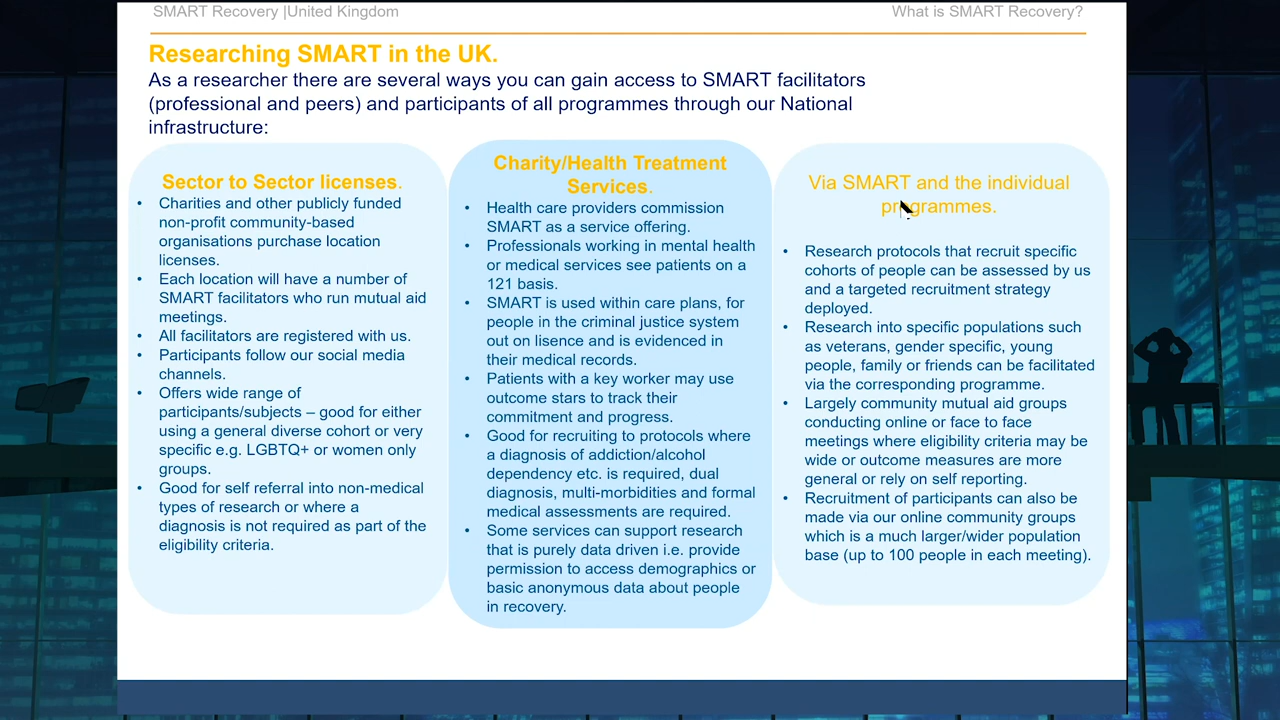 SMART Recovery |United Kingdom
What is SMART Recovery?
Researching SMART in the UK.
As a researcher there are several ways you can gain access to SMART facilitators
(professional and peers) and participants of all programmes through our National
infrastructure:
Sector to Sector licenses.
• Charities and other publicly funded
non-profit community-based
organisations purchase location
licenses.
• Each location will have a number of
SMART facilitators who run mutual aid
meetings.
• All facilitators are registered with us.
• Participants follow our social media
channels.
• Offers wide range of
participants/subjects – good for either
using a general diverse cohort or very
specific e.g. LGBTQ+ or women only
groups.
• Good for self referral into non-medical
types of research or where a
diagnosis is not required as part of the
eligibility criteria.
Charity/Health Treatment
Services.
• Health care providers commission
SMART as a service offering.
• Professionals working in mental health
or medical services see patients on a
121 basis.
• SMART is used within care plans, for
people in the criminal justice system
out on lisence and is evidenced in
their medical records.
• Patients with a key worker may use
outcome stars to track their
commitment and progress.
• Good for recruiting to protocols where
a diagnosis of addiction/alcohol
dependency etc. is required, dual
diagnosis, multi-morbidities and formal
medical assessments are required.
• Some services can support research
that is purely data driven i.e. provide
permission to access demographics or
basic anonymous data about people
in recovery.
Via SMART and the individual
programmes.
• Research protocols that recruit specific
cohorts of people can be assessed by us
and a targeted recruitment strategy
deployed.
• Research into specific populations such
as veterans, gender specific, young
people, family or friends can be facilitated
via the corresponding programme.
• Largely community mutual aid groups
conducting online or face to face
meetings where eligibility criteria may be
wide or outcome measures are more
general or rely on self reporting.
• Recruitment of participants can also be
made via our online community groups
which is a much larger/wider population
base (up to 100 people in each meeting).